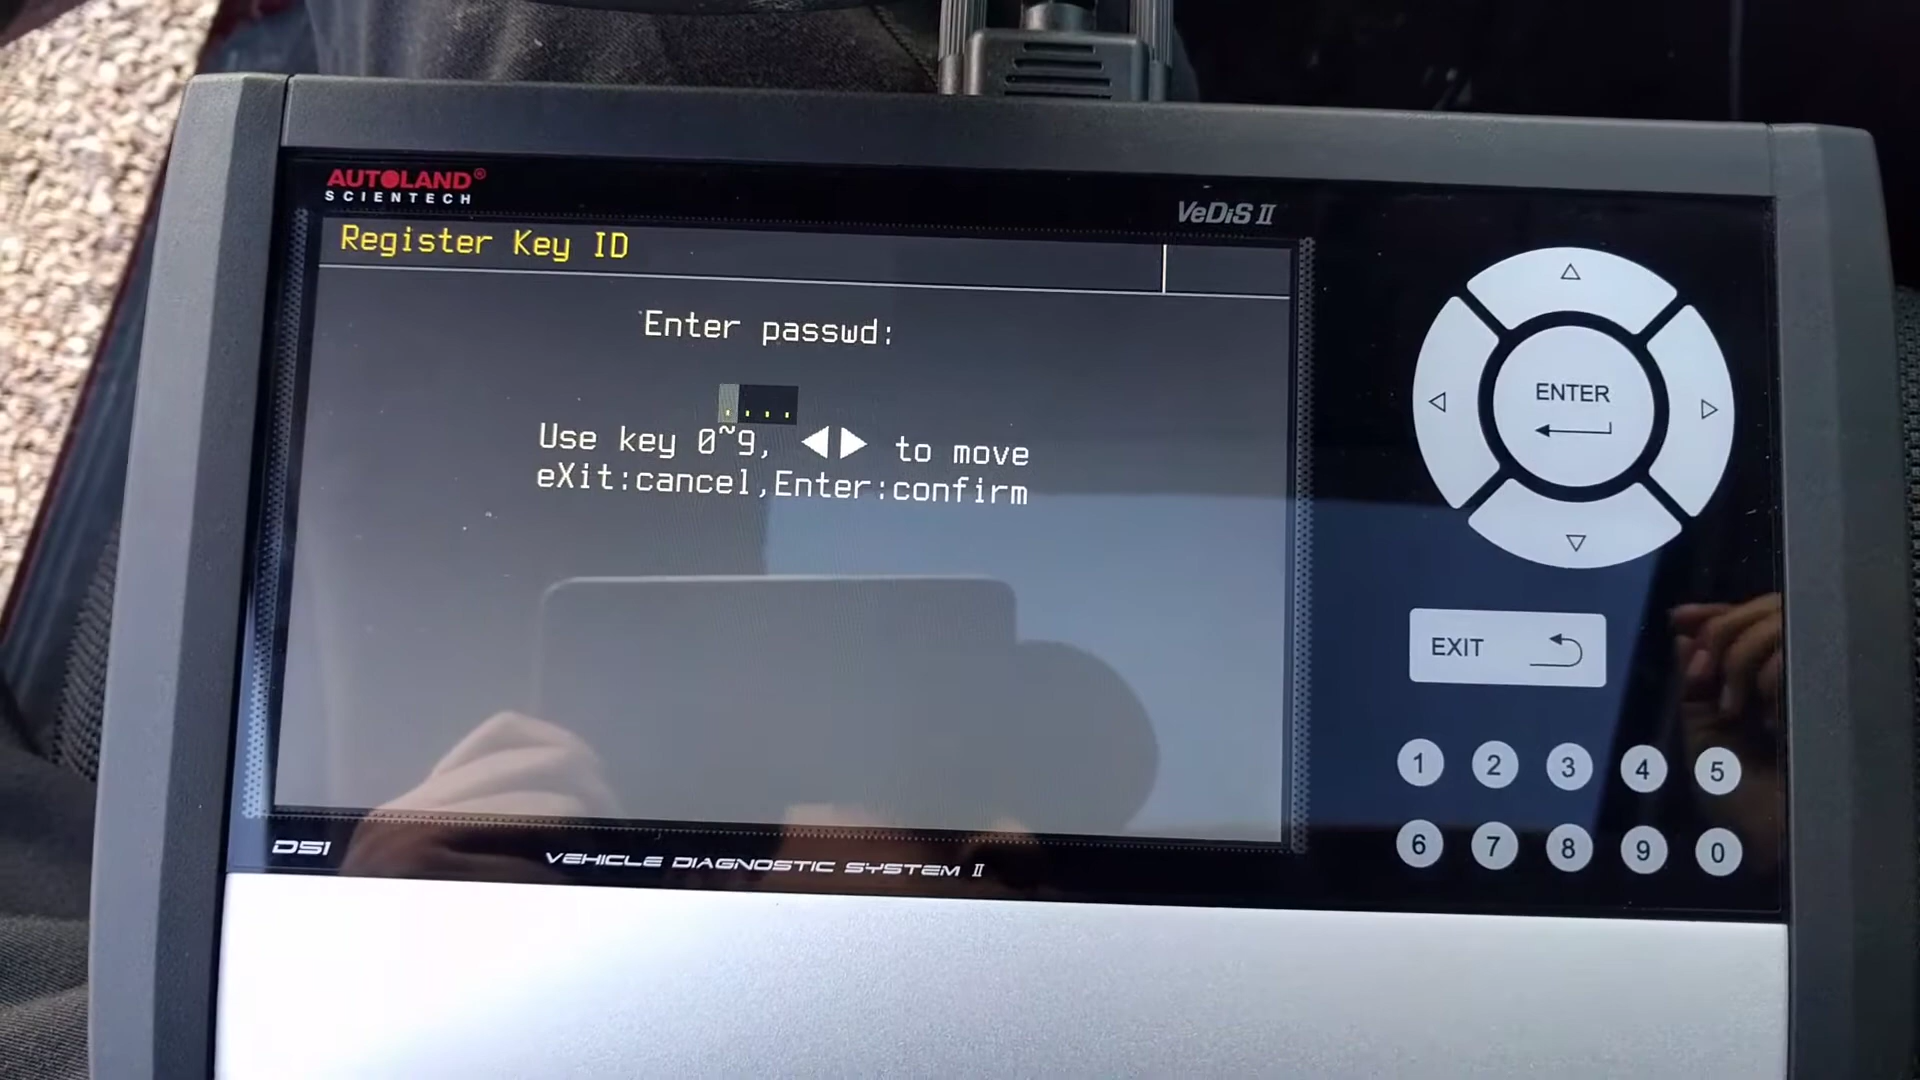 AUTOLAND®
SCIENTECH
VeDiS II
Register Key ID
Enter passwd:
....
Use key 0~9, ◀▶ to move
eXit:cancel,Enter:confirm
△
◁ ENTER ▷
▽
EXIT
1 2 3 4 5
6 7 8 9 0
DSI
VEHICLE DIAGNOSTIC SYSTEM II